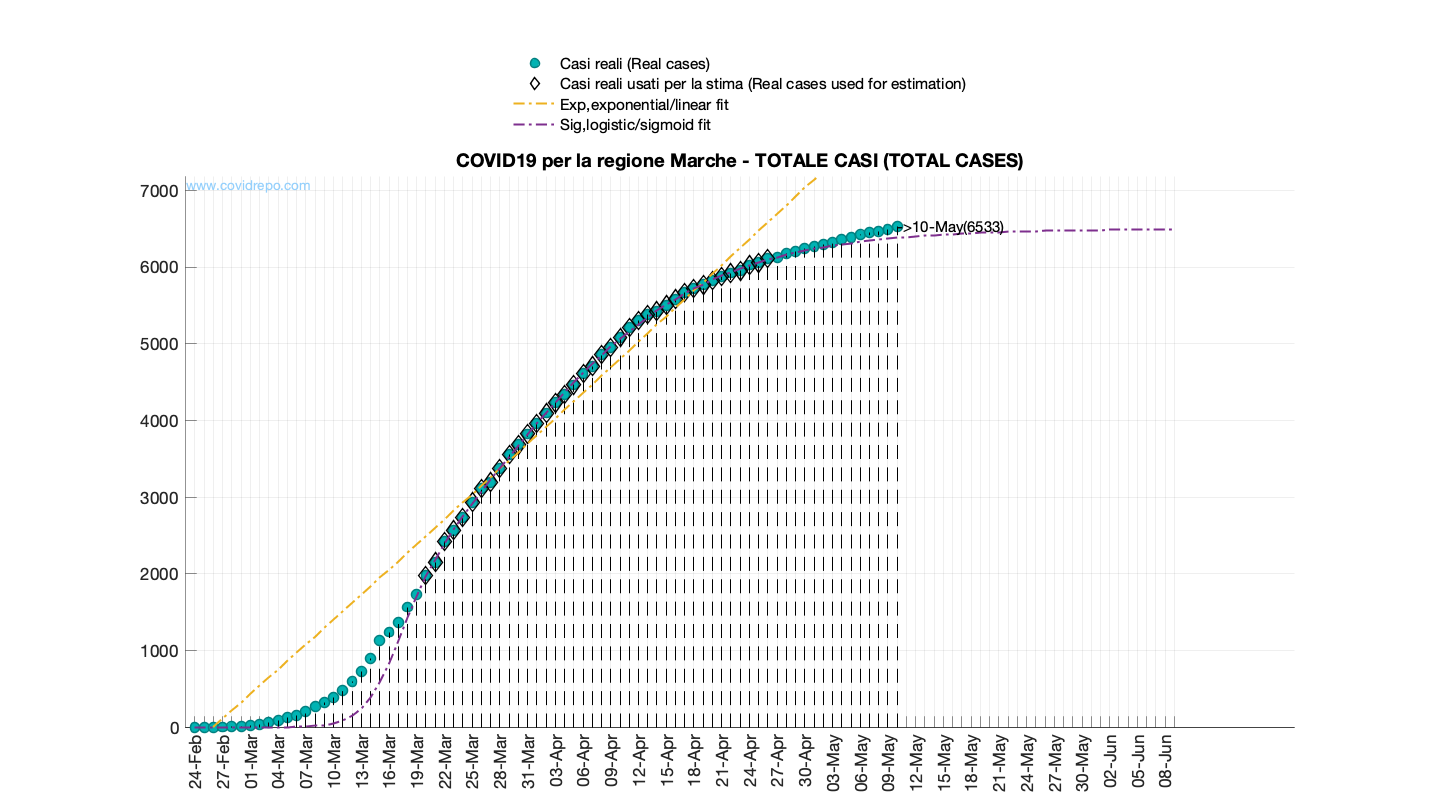 Casi reali (Real cases)
Casi reali usati per la stima (Real cases used for estimation)
Exp,exponential/linear fit
Sig,logistic/sigmoid fit
COVID19 per la regione Marche - TOTALE CASI (TOTAL CASES)
www.covidrepo.com
7000
6000
5000
4000
3000
2000
1000
0
->10-May(6533)
24-Feb
27-Feb
01-Mar
04-Mar
07-Mar
10-Mar
13-Mar
16-Mar
19-Mar
22-Mar
25-Mar
28-Mar
31-Mar
03-Apr
06-Apr
09-Apr
12-Apr
15-Apr
18-Apr
21-Apr
24-Apr
27-Apr
30-Apr
03-May
06-May
09-May
12-May
15-May
18-May
21-May
24-May
27-May
30-May
02-Jun
05-Jun
08-Jun